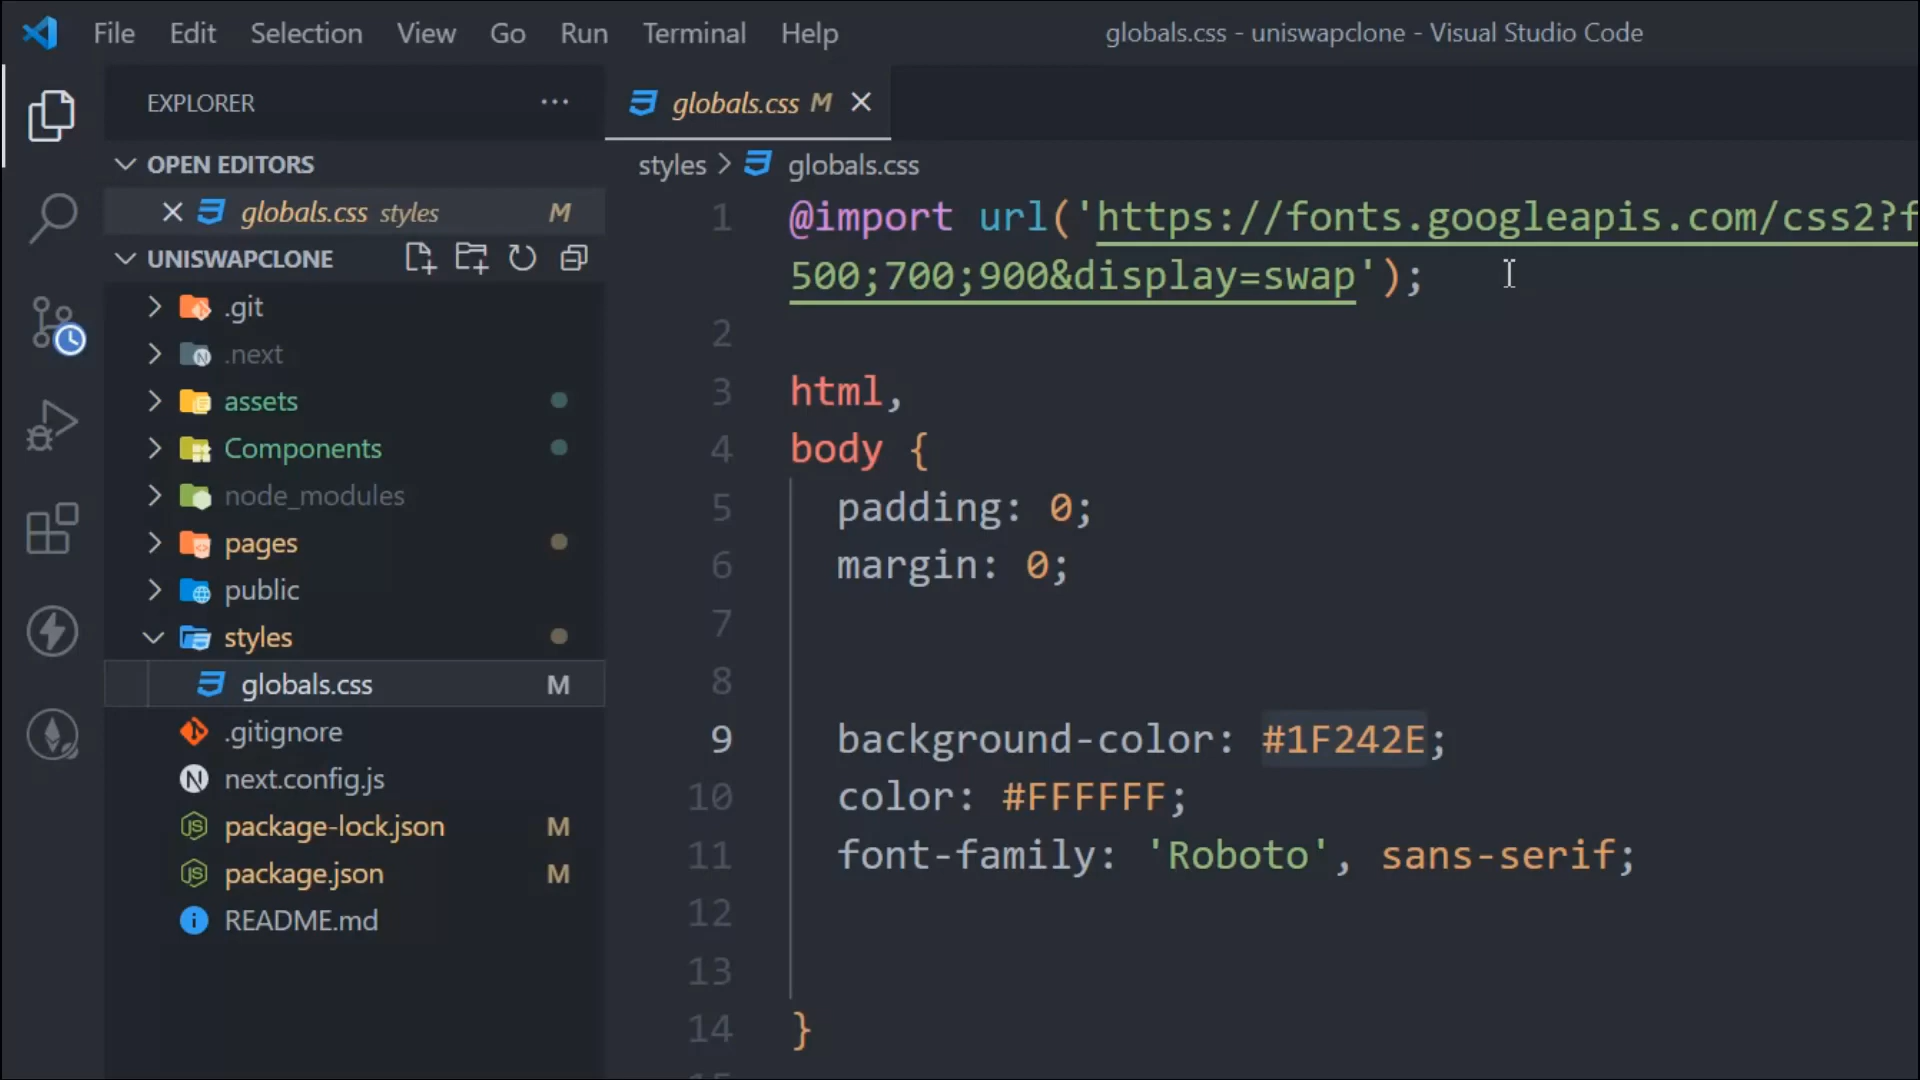 File Edit Selection View Go Run Terminal Help globals.css - uniswapclone - Visual Studio Code
EXPLORER
globals.css M
OPEN EDITORS
globals.css styles M
UNISWAPCLONE
.git
.next
assets
Components
node_modules
pages
public
styles
globals.css M
.gitignore
next.config.js
package-lock.json M
package.json M
README.md
styles > globals.css
1 @import url('https://fonts.googleapis.com/css2?f
500;700;900&display=swap');
2
3 html,
4 body {
5 padding: 0;
6 margin: 0;
7
8
9 background-color: #1F242E;
10 color: #FFFFFF;
11 font-family: 'Roboto', sans-serif;
12
13
14 }